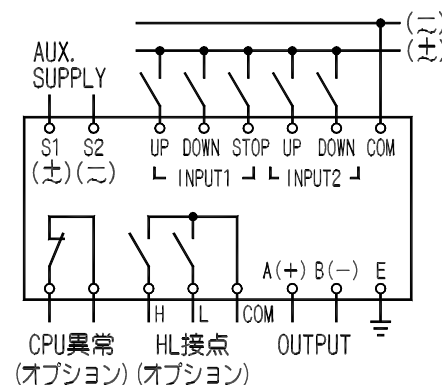 (−)
(+)
AUX.
SUPPLY
S1 S2 UP DOWN STOP UP DOWN COM
(+) (−)
INPUT1 INPUT2
A(+) B(−) E
H L COM
CPU異常 HL接点 OUTPUT
(オプション) (オプション)